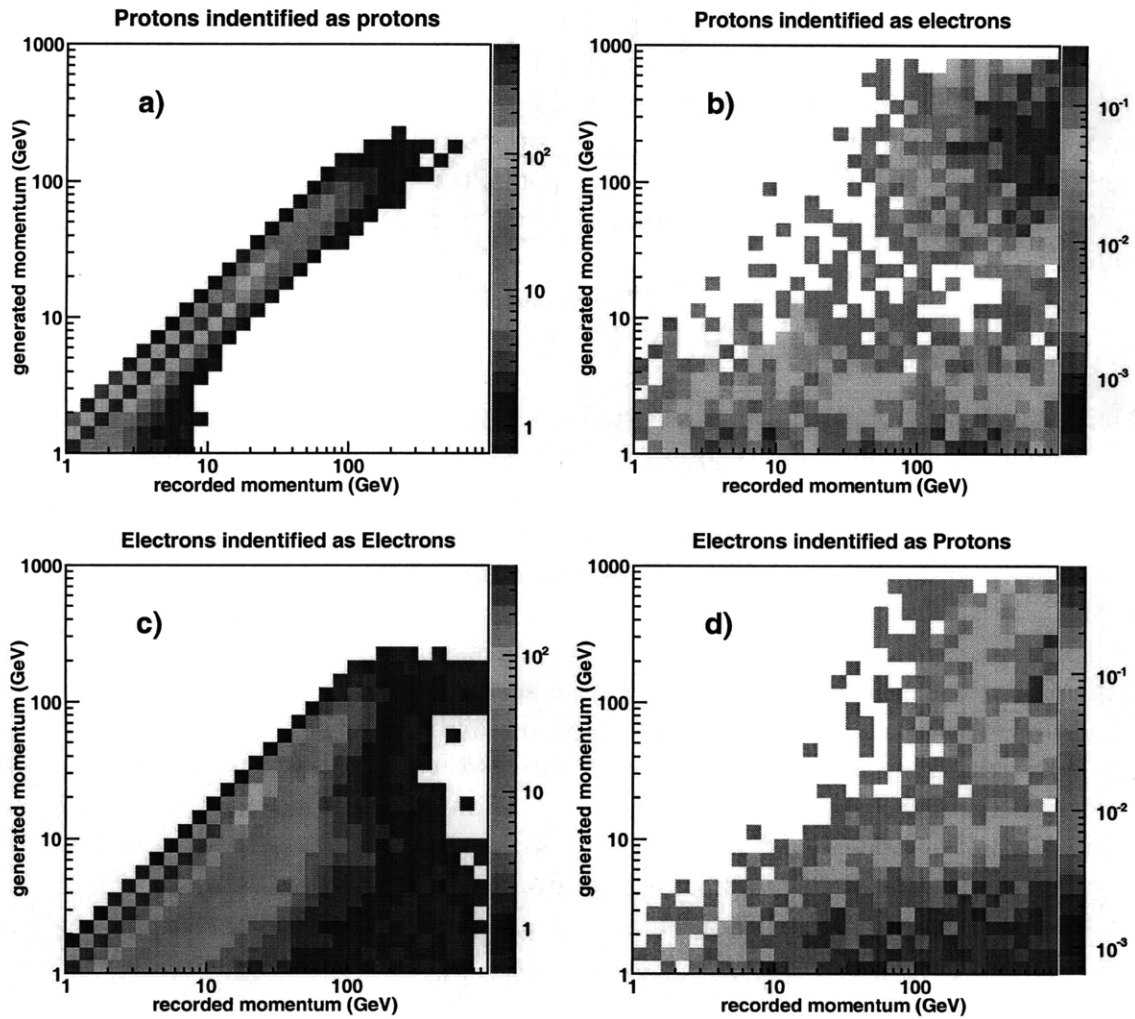 Protons indentified as protons
1000
100
10
1
1
10
100
generated momentum (GeV)
recorded momentum (GeV)
a)
10²
10
1
Protons indentified as electrons
1000
100
10
1
1
10
100
generated momentum (GeV)
recorded momentum (GeV)
b)
10⁻¹
10⁻²
10⁻³
Electrons indentified as Electrons
1000
100
10
1
1
10
100
generated momentum (GeV)
recorded momentum (GeV)
c)
10²
10
1
Electrons indentified as Protons
1000
100
10
1
1
10
100
generated momentum (GeV)
recorded momentum (GeV)
d)
10⁻¹
10⁻²
10⁻³